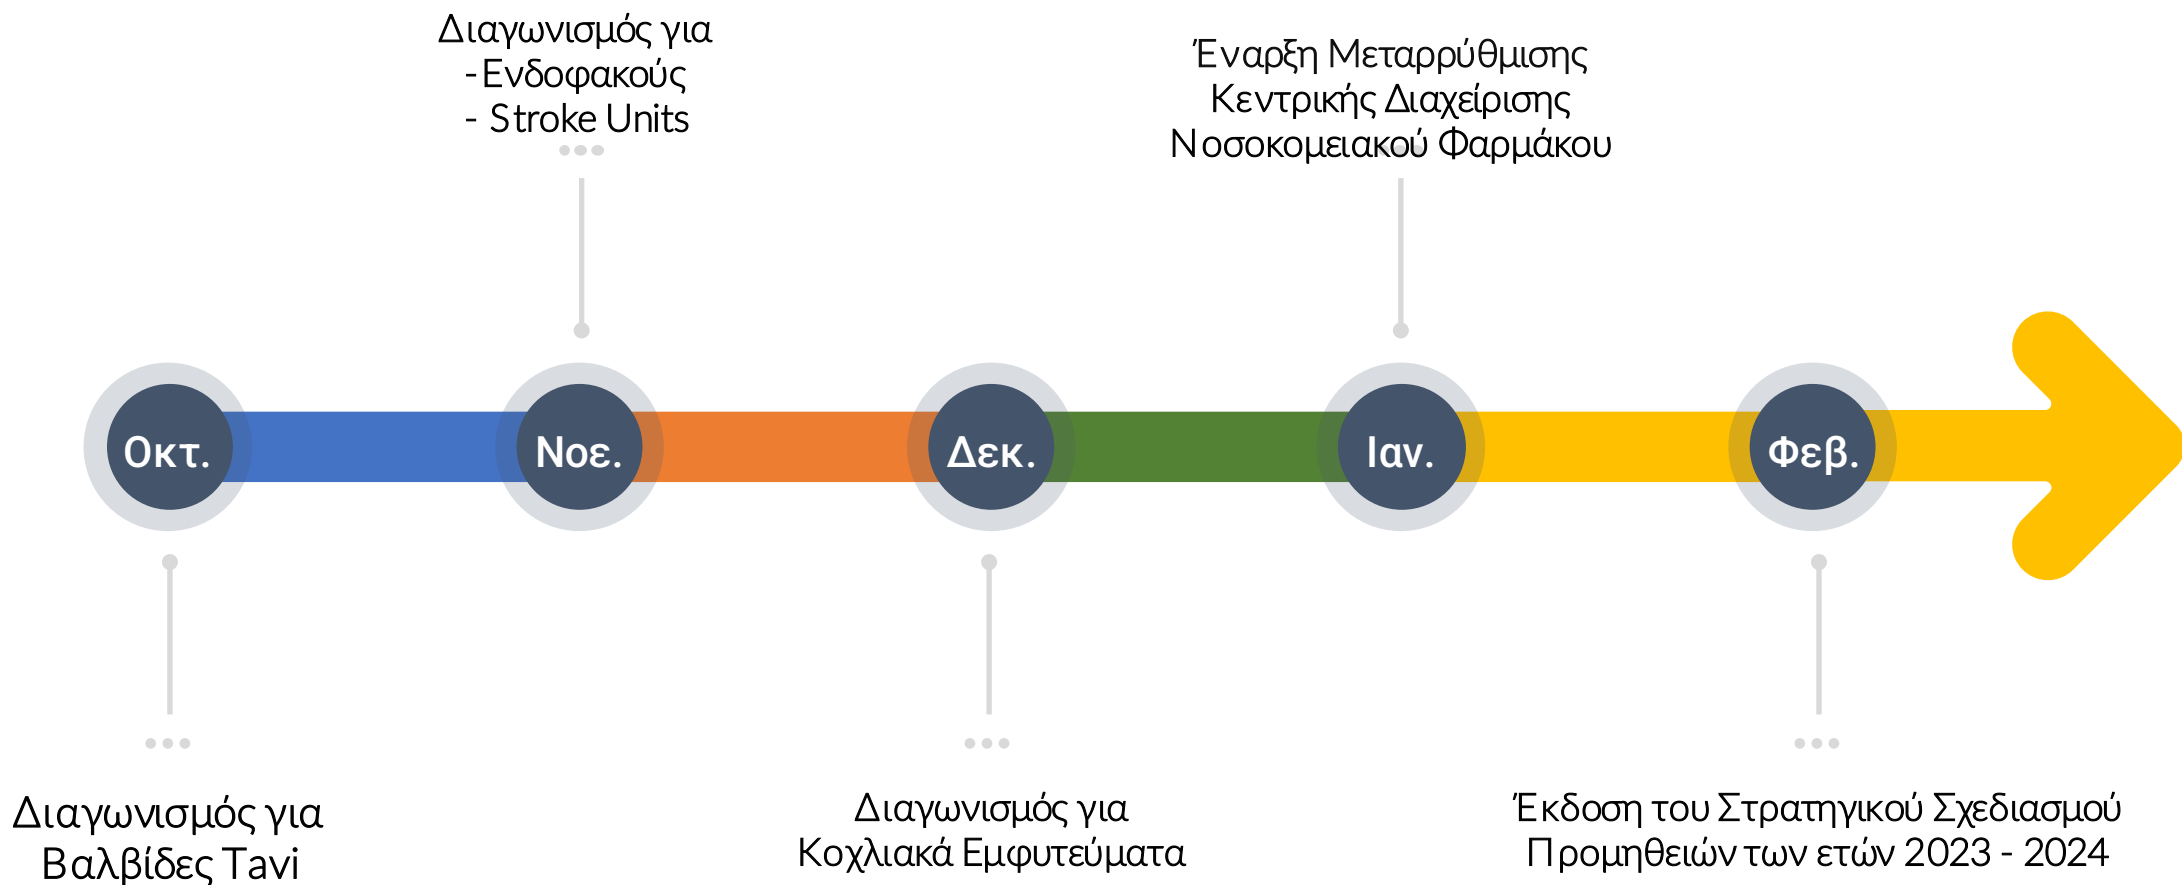 Διαγωνισμός για
-Ενδοφακούς
- Stroke Units
Έναρξη Μεταρρύθμισης
Κεντρικής Διαχείρισης
Νοσοκομειακού Φαρμάκου
Οκτ.
Νοε.
Δεκ.
Ιαν.
Φεβ.
Διαγωνισμός για
Βαλβίδες Tavi
Διαγωνισμός για
Κοχλιακά Εμφυτεύματα
Έκδοση του Στρατηγικού Σχεδιασμού
Προμηθειών των ετών 2023 - 2024